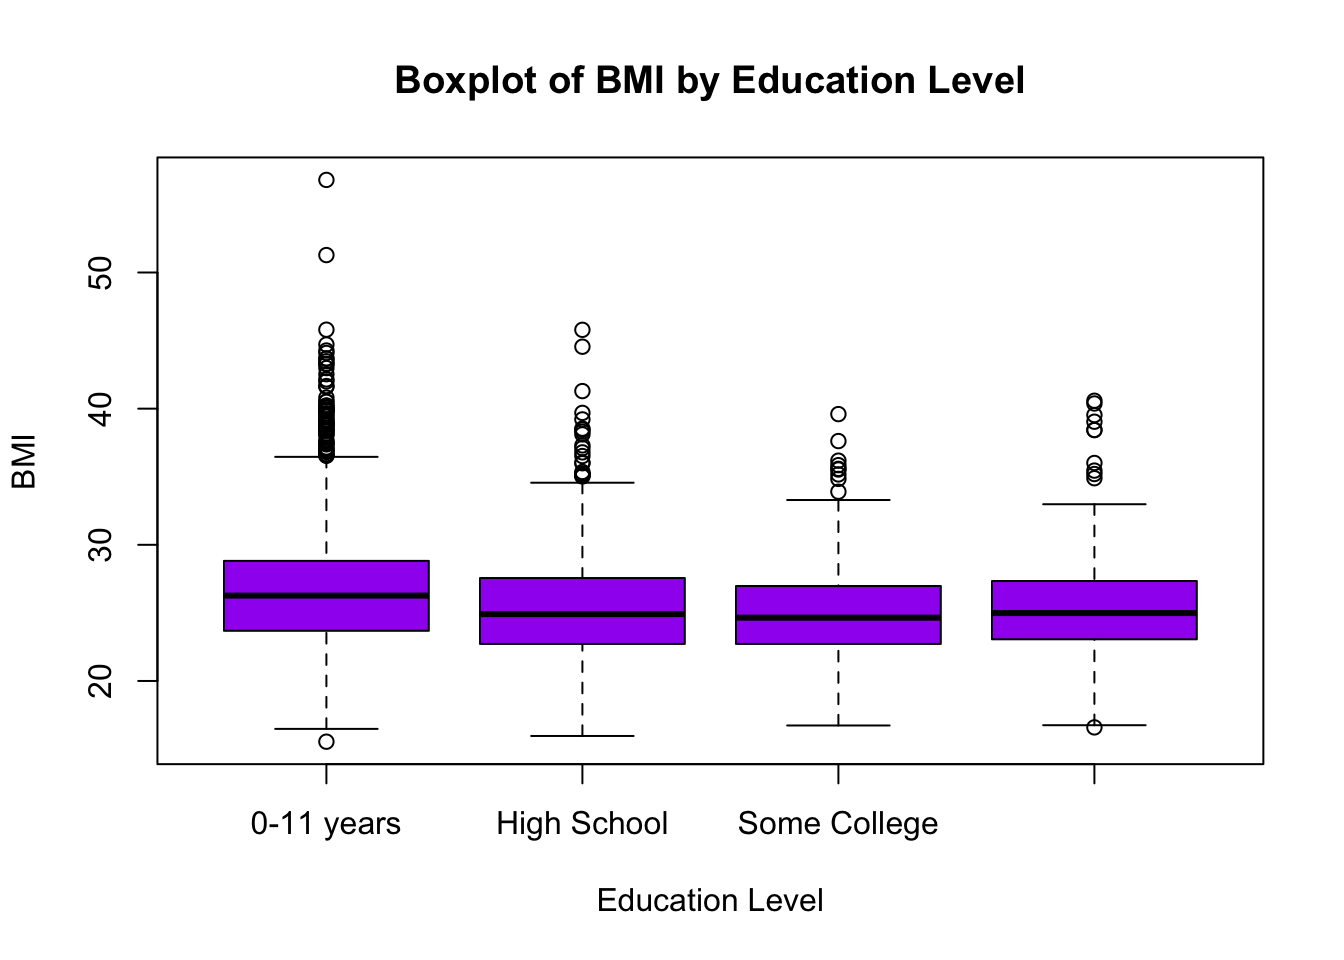 Boxplot of BMI by Education Level
BMI
50
40
30
20
0-11 years
High School
Some College
Education Level